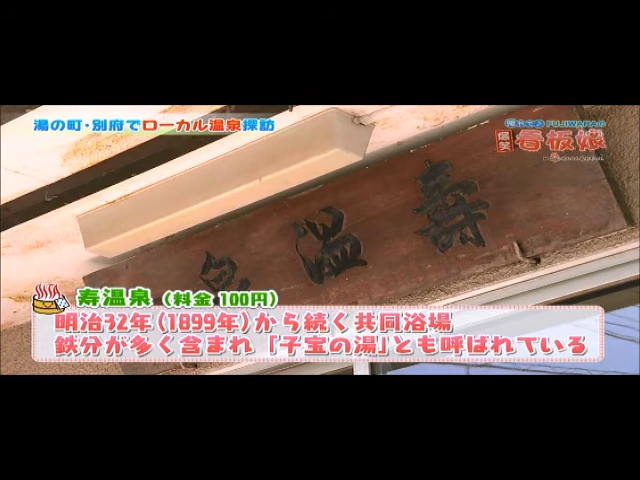 湯の町・別府でローカル温泉探訪
FUJIWARAの
爆笑
看板娘
寿温
寿温泉(料金 100円)
明治32年(1899年)から続く共同浴場
鉄分が多く含まれ「子宝の湯」とも呼ばれている